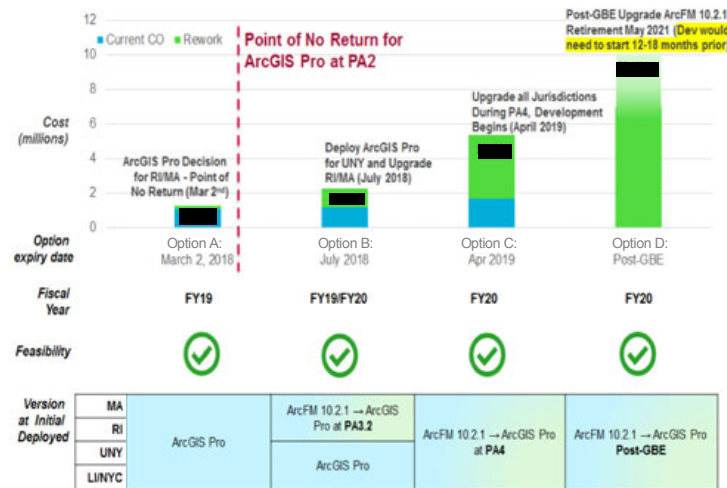 12
10
8
6
4
2
0
Cost
(millions)
Current CO
Rework
Point of No Return for
ArcGIS Pro at PA2
ArcGIS Pro Decision
for RI/MA - Point of
No Return (Mar 2nd)
Deploy ArcGIS Pro
for UNY and Upgrade
RI/MA (July 2018)
Upgrade all Jurisdictions
During PA4, Development
Begins (April 2019)
Post-GBE Upgrade ArcFM 10.2.1
Retirement May 2021 (Dev would
need to start 12-18 months prior)
Option
expiry date
Option A:
March 2, 2018
Option B:
July 2018
Option C:
Apr 2019
Option D:
Post-GBE
Fiscal
Year
FY19
FY19/FY20
FY20
FY20
Feasibility
Version
at Initial
Deployed
MA
RI
UNY
LI/NYC
ArcGIS Pro
ArcFM 10.2.1 → ArcGIS
Pro at PA3.2
ArcGIS Pro
ArcFM 10.2.1 → ArcGIS Pro
at PA4
ArcFM 10.2.1 → ArcGIS Pro
Post-GBE